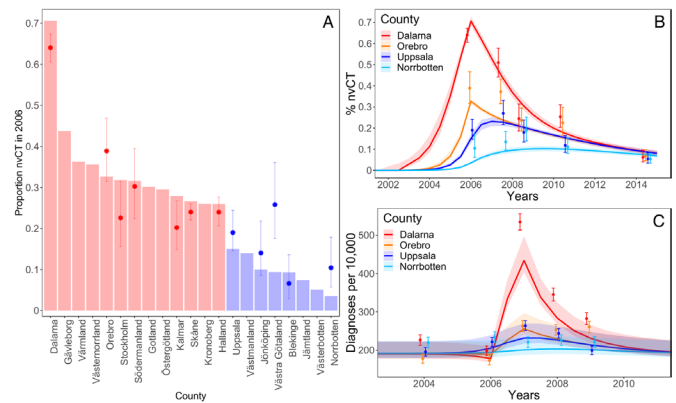 A
Proportion nvCT in 2006
0.7
0.6
0.5
0.4
0.3
0.2
0.1
0
Dalarna
Gävleborg
Värmland
Västernorrland
Orebro
Stockholm
Södermanland
Gotland
Östergötland
Kalmar
Skåne
Kronoberg
Halland
Uppsala
Västmanland
Jönköping
Västra Götaland
Blekinge
Jämtland
Västerbotten
Norrbotten
County
B
% nvCT
0.7
0.6
0.5
0.4
0.3
0.2
0.1
0
County
Dalarna
Orebro
Uppsala
Norrbotten
2002 2004 2006 2008 2010 2012 2014
Years
C
Diagnoses per 10,000
500
400
300
200
County
Dalarna
Orebro
Uppsala
Norrbotten
2004 2006 2008 2010
Years